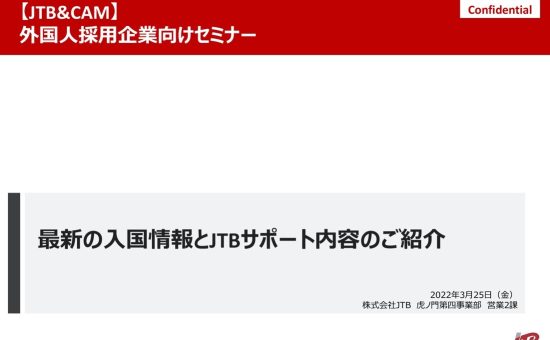 【JTB&CAM】
外国人採用企業向けセミナー
Confidential
最新の入国情報とJTBサポート内容のご紹介
2022年3月25日（金）
株式会社JTB 虎ノ門第四事業部 営業2課